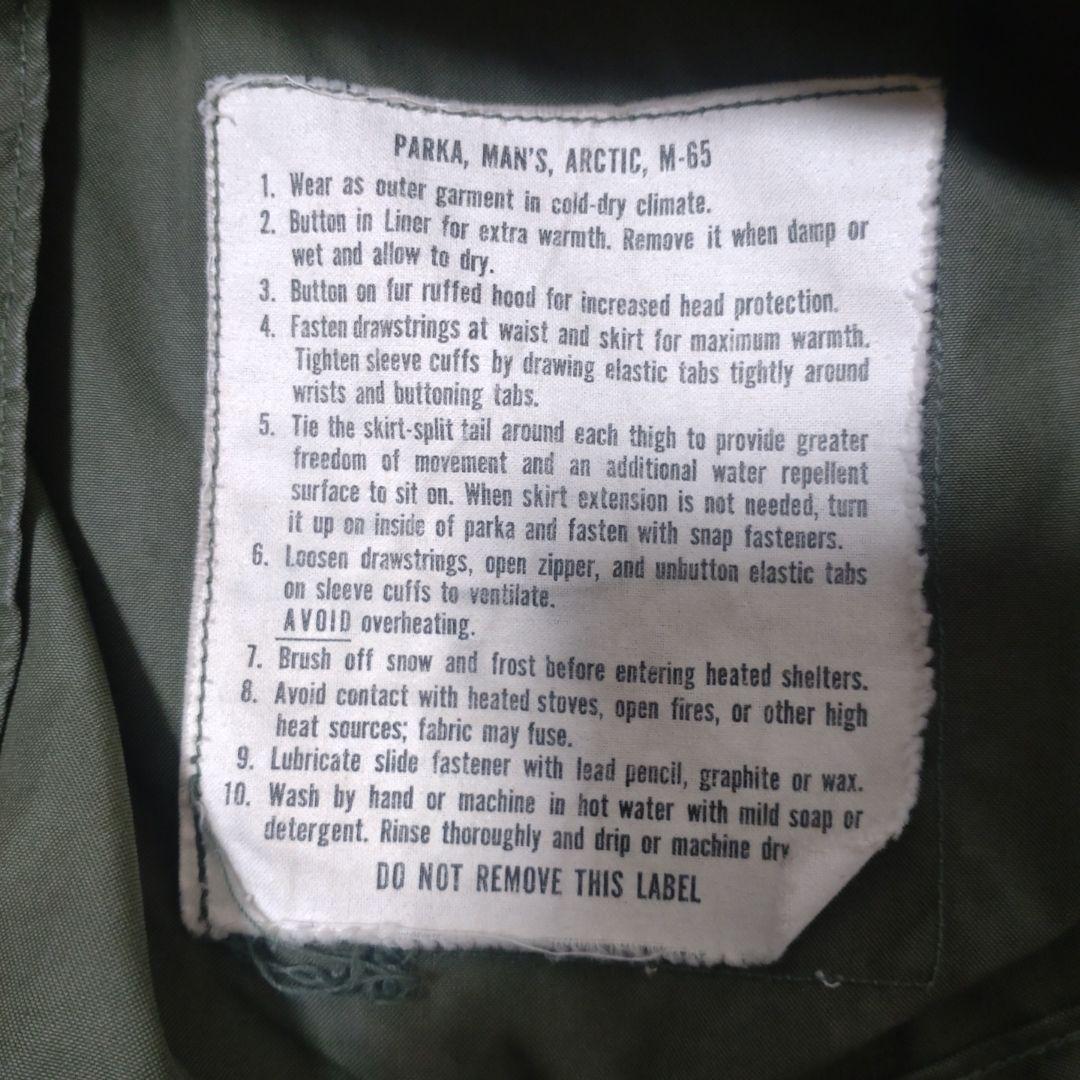 PARKA, MAN'S, ARCTIC, M-65
1. Wear as outer garment in cold-dry climate.
2. Button in Liner for extra warmth. Remove it when damp or
wet and allow to dry.
3. Button on fur ruffed hood for increased head protection.
4. Fasten drawstrings at waist and skirt for maximum warmth.
Tighten sleeve cuffs by drawing elastic tabs tightly around
wrists and buttoning tabs.
5. Tie the skirt-split tail around each thigh to provide greater
freedom of movement and an additional water repellent
surface to sit on. When skirt extension is not needed, turn
it up on inside of parka and fasten with snap fasteners.
6. Loosen drawstrings, open zipper, and unbutton elastic tabs
on sleeve cuffs to ventilate.
AVOID overheating.
7. Brush off snow and frost before entering heated shelters.
8. Avoid contact with heated stoves, open fires, or other high
heat sources; fabric may fuse.
9. Lubricate slide fastener with lead pencil, graphite or wax.
10. Wash by hand or machine in hot water with mild soap or
detergent. Rinse thoroughly and drip or machine dry
DO NOT REMOVE THIS LABEL